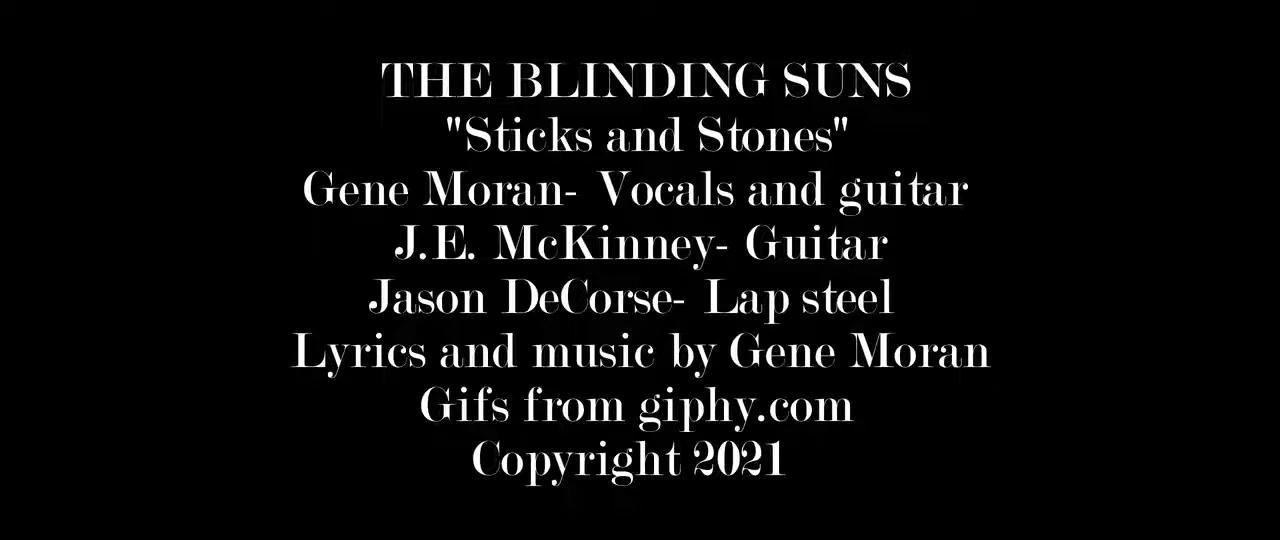 THE BLINDING SUNS
"Sticks and Stones"
Gene Moran- Vocals and guitar
J.E. McKinney- Guitar
Jason DeCorse- Lap steel
Lyrics and music by Gene Moran
Gifs from giphy.com
Copyright 2021